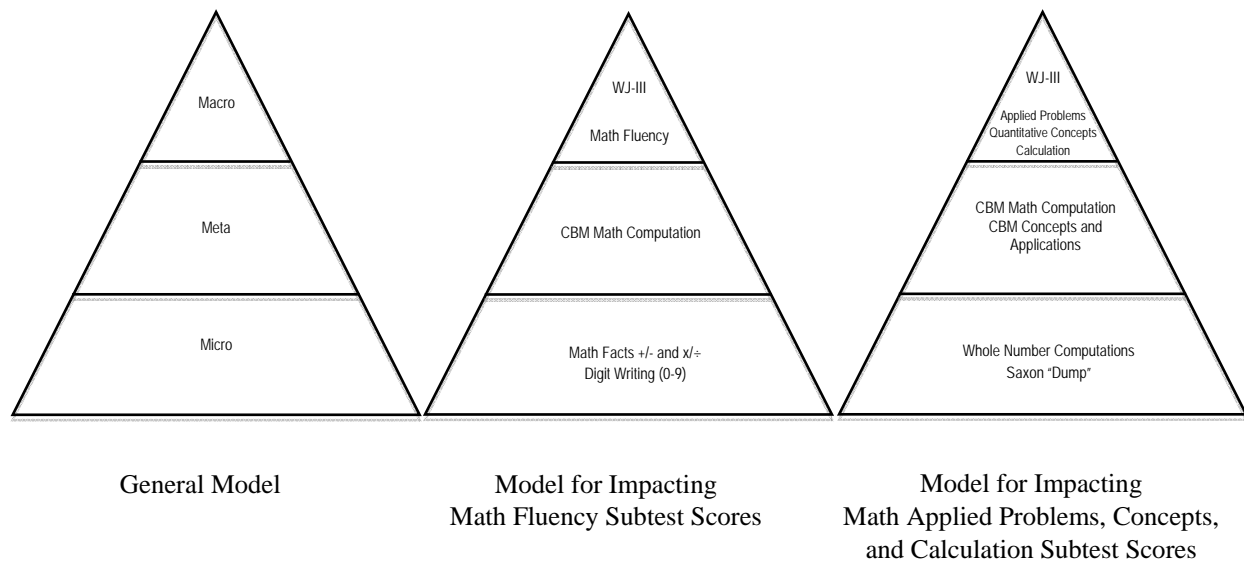 Macro
Meta
Micro
General Model
WJ-III
Math Fluency
CBM Math Computation
Math Facts +/- and x/÷
Digit Writing (0-9)
Model for Impacting
Math Fluency Subtest Scores
WJ-III
Applied Problems
Quantitative Concepts
Calculation
CBM Math Computation
CBM Concepts and
Applications
Whole Number Computations
Saxon “Dump”
Model for Impacting
Math Applied Problems, Concepts,
and Calculation Subtest Scores